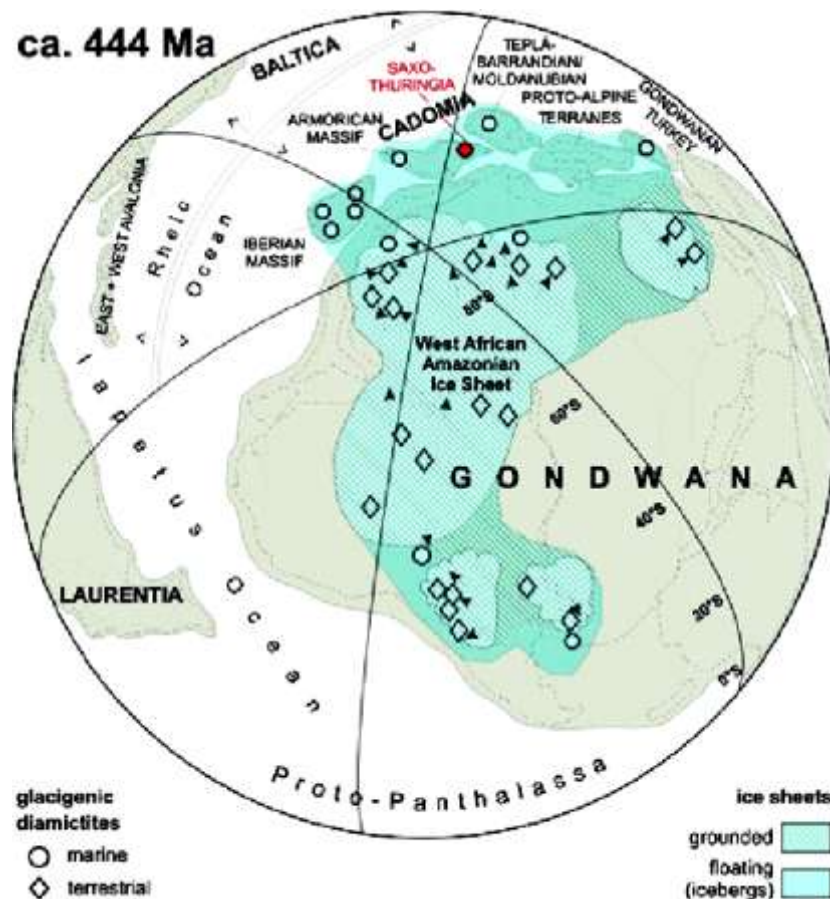 ca. 444 Ma
BALTICA
SAXO-
THURINGIA
TEPLA-
BARRANDIAN/
MOLDANUBIAN
PROTO-ALPINE
TERRANES
GONDWANAN
TURKEY
ARMORICAN
MASSIF
CADOMIA
EAST + WEST AVALONIA
Rheic
Ocean
IBERIAN
MASSIF
80°S
West African
Amazonian
Ice Sheet
60°S
GONDWANA
40°S
Iapetus Ocean
LAURENTIA
20°S
0°S
Proto-Panthalassa
glacigenic
diamictites
marine
terrestrial
ice sheets
grounded
floating
(icebergs)